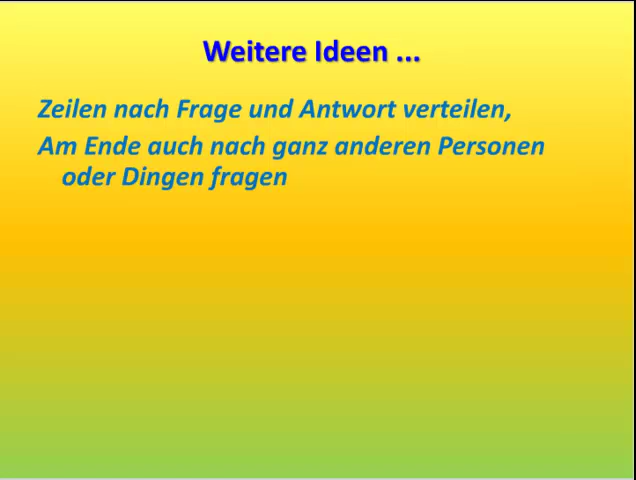 Weitere Ideen ...
Zeilen nach Frage und Antwort verteilen,
Am Ende auch nach ganz anderen Personen
oder Dingen fragen